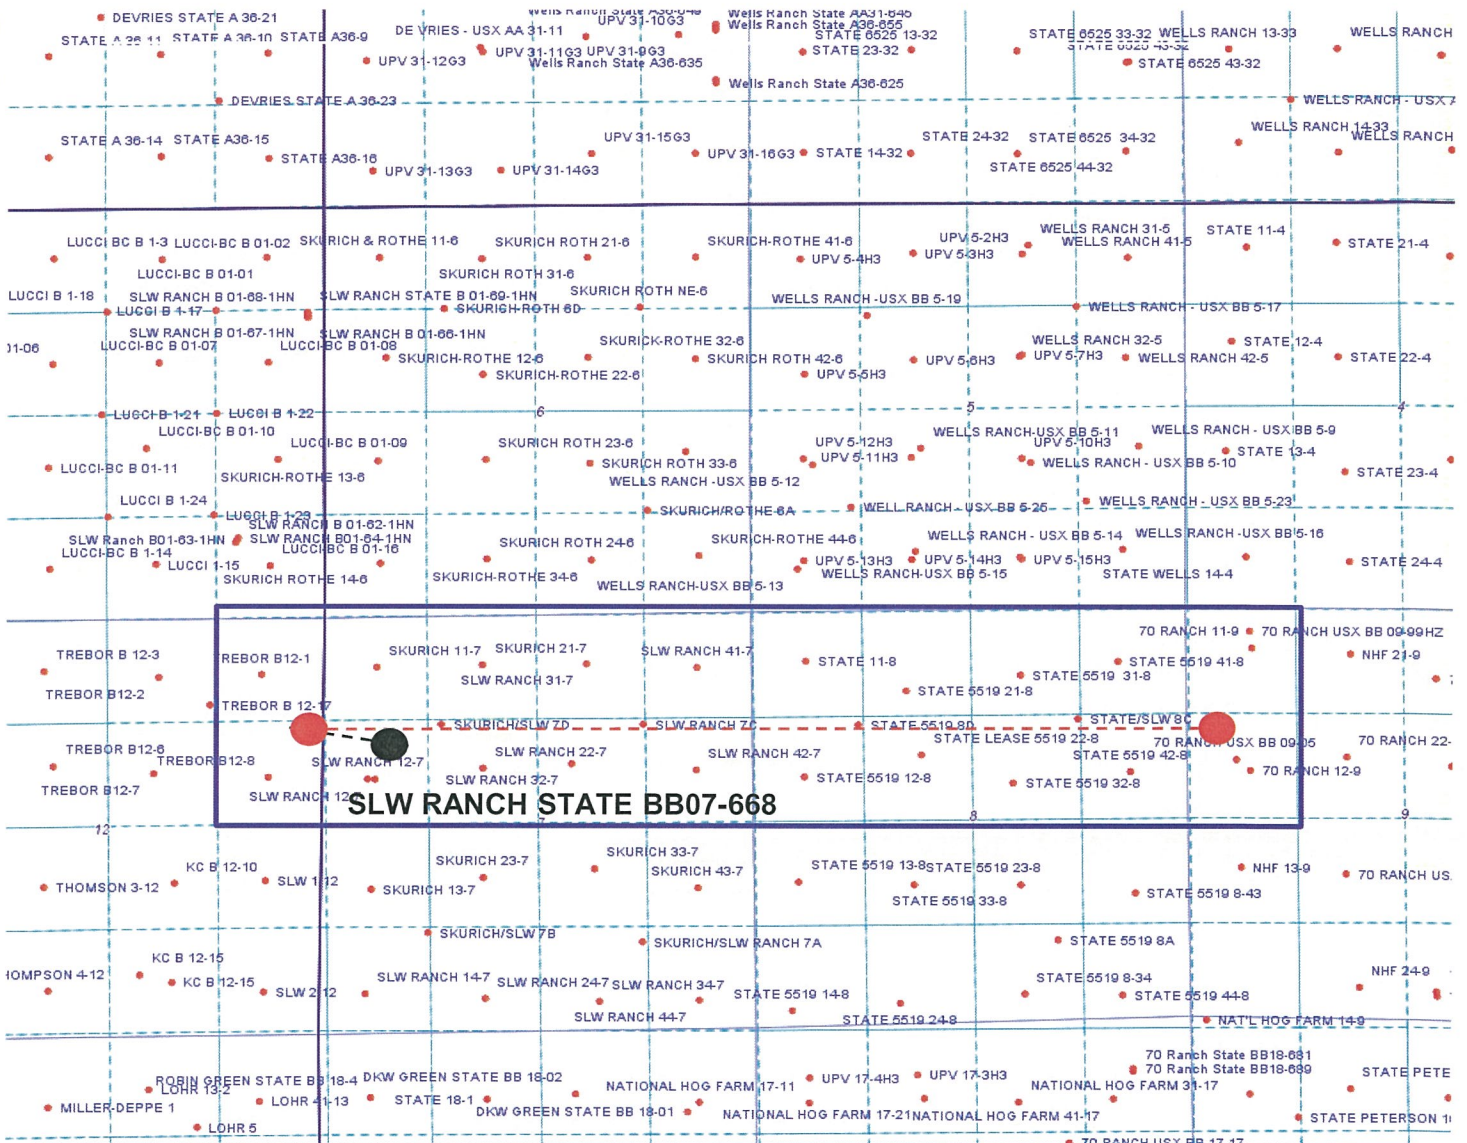 DEVRIES STATE A 36-21
Wells Ranch State AA31-645
UPV 31-10G3
Wells Ranch State A36-655
STATE A 36-11 STATE A 36-10 STATE A36-9
DE VRIES - USX AA 31-11
STATE 6525 13-32
STATE 6525 33-32
WELLS RANCH 13-33
WELLS RANCH
UPV 31-11G3 UPV 31-9G3
STATE 23-32
STATE 6525 43-32
UPV 31-12G3
Wells Ranch State A36-635
STATE 6525 43-32
Wells Ranch State A36-625
DEVRIES STATE A 36-23
WELLS RANCH - USX A
STATE A 36-14 STATE A36-15
UPV 31-15G3
STATE 24-32
STATE 6525 34-32
WELLS RANCH 14-33
WELLS RANCH
STATE A36-16
UPV 31-16G3
STATE 14-32
UPV 31-13G3
UPV 31-14G3
STATE 6525 44-32
LUCCI BC B 1-3 LUCCI-BC B 01-02
SKURICH & ROTHE 11-6
SKURICH ROTH 21-6
SKURICH-ROTHE 41-6
UPV 5-2H3
WELLS RANCH 31-5
STATE 11-4
WELLS RANCH 41-5
STATE 21-4
UPV 5-4H3
UPV 5-3H3
LUCCI-BC B 01-01
SKURICH ROTH 31-6
LUCCI B 1-18
SLW RANCH B 01-68-1HN
SLW RANCH STATE B 01-69-1HN
SKURICH ROTH NE-6
WELLS RANCH -USX BB 5-19
WELLS RANCH - USX BB 5-17
LUCCI B 1-17
SKURICH-ROTH 6D
SLW RANCH B 01-67-1HN
SLW RANCH B 01-66-1HN
01-06
LUCCI-BC B 01-07
LUCCI-BC B 01-08
SKURICK-ROTHE 32-6
WELLS RANCH 32-5
STATE 12-4
SKURICH-ROTHE 12-6
SKURICH ROTH 42-6
UPV 5-6H3
UPV 5-7H3
WELLS RANCH 42-5
STATE 22-4
SKURICH-ROTHE 22-6
UPV 5-5H3
LUCCI B 1-21
LUCCI B 1-22
6
5
4
LUCCI-BC B 01-10
LUCCI-BC B 01-09
SKURICH ROTH 23-6
UPV 5-12H3
WELLS RANCH-USX BB 5-11
UPV 5-10H3
WELLS RANCH - USX BB 5-9
UPV 5-11H3
STATE 13-4
LUCCI-BC B 01-11
SKURICH-ROTHE 13-6
SKURICH ROTH 33-6
WELLS RANCH - USX BB 5-10
STATE 23-4
WELLS RANCH -USX BB 5-12
LUCCI B 1-24
LUCCI B 1-23
SKURICH/ROTHE 6A
WELL RANCH - USX BB 5-25
WELLS RANCH - USX BB 5-23
SLW RANCH B 01-62-1HN
SLW Ranch B01-63-1HN
SLW RANCH B01-64-1HN
LUCCI-BC B 1-14
LUCCI-BC B 01-16
SKURICH ROTH 24-6
SKURICH-ROTHE 44-6
WELLS RANCH - USX BB 5-14
WELLS RANCH - USX BB 5-16
LUCCI 1-15
UPV 5-13H3
UPV 5-14H3
UPV 5-15H3
STATE 24-4
SKURICH ROTHE 14-6
SKURICH-ROTHE 34-6
WELLS RANCH-USX BB 5-13
WELLS RANCH-USX BB 5-15
STATE WELLS 14-4
70 RANCH 11-9
70 RANCH USX BB 09-99HZ
TREBOR B 12-3
TREBOR B12-1
SKURICH 11-7
SKURICH 21-7
SLW RANCH 41-7
STATE 11-8
STATE 5519 41-8
NHF 21-9
TREBOR B12-2
SLW RANCH 31-7
STATE 5519 21-8
STATE 5519 31-8
TREBOR B 12-17
SKURICH/SLW 7D
SLW RANCH 7C
STATE 5519 8D
STATE/SLW 8C
TREBOR B12-6
TREBOR B12-8
SLW RANCH 12-7
SLW RANCH 22-7
SLW RANCH 42-7
STATE LEASE 5519 22-8
STATE 5519 42-8
70 RANCH USX BB 09-05
70 RANCH 22-
TREBOR B12-7
SLW RANCH 32-7
STATE 5519 12-8
STATE 5519 32-8
70 RANCH 12-9
SLW RANCH 12-7
SLW RANCH STATE BB07-668
12
7
8
9
KC B 12-10
SKURICH 23-7
SKURICH 33-7
SKURICH 43-7
STATE 5519 13-8
STATE 5519 23-8
NHF 13-9
THOMSON 3-12
SLW 1-12
SKURICH 13-7
STATE 5519 33-8
STATE 5519 8-43
70 RANCH US
SKURICH/SLW 7B
SKURICH/SLW RANCH 7A
STATE 5519 8A
KC B 12-15
HOMPSON 4-12
KC B 12-15
SLW 2-12
SLW RANCH 14-7
SLW RANCH 24-7
SLW RANCH 34-7
STATE 5519 14-8
STATE 5519 8-34
STATE 5519 44-8
NHF 24-9
SLW RANCH 44-7
STATE 5519 24-8
NAT'L HOG FARM 14-9
70 Ranch State BB18-681
70 Ranch State BB18-689
ROBIN GREEN STATE BB 18-4
DKW GREEN STATE BB 18-02
NATIONAL HOG FARM 17-11
UPV 17-4H3
UPV 17-3H3
NATIONAL HOG FARM 31-17
STATE PETE
LOHR 13-2
MILLER-DEPPE 1
LOHR 41-13
STATE 18-1
DKW GREEN STATE BB 18-01
NATIONAL HOG FARM 17-21
NATIONAL HOG FARM 41-17
STATE PETERSON 1
LOHR 5
70 RANCH USX BB 17-17